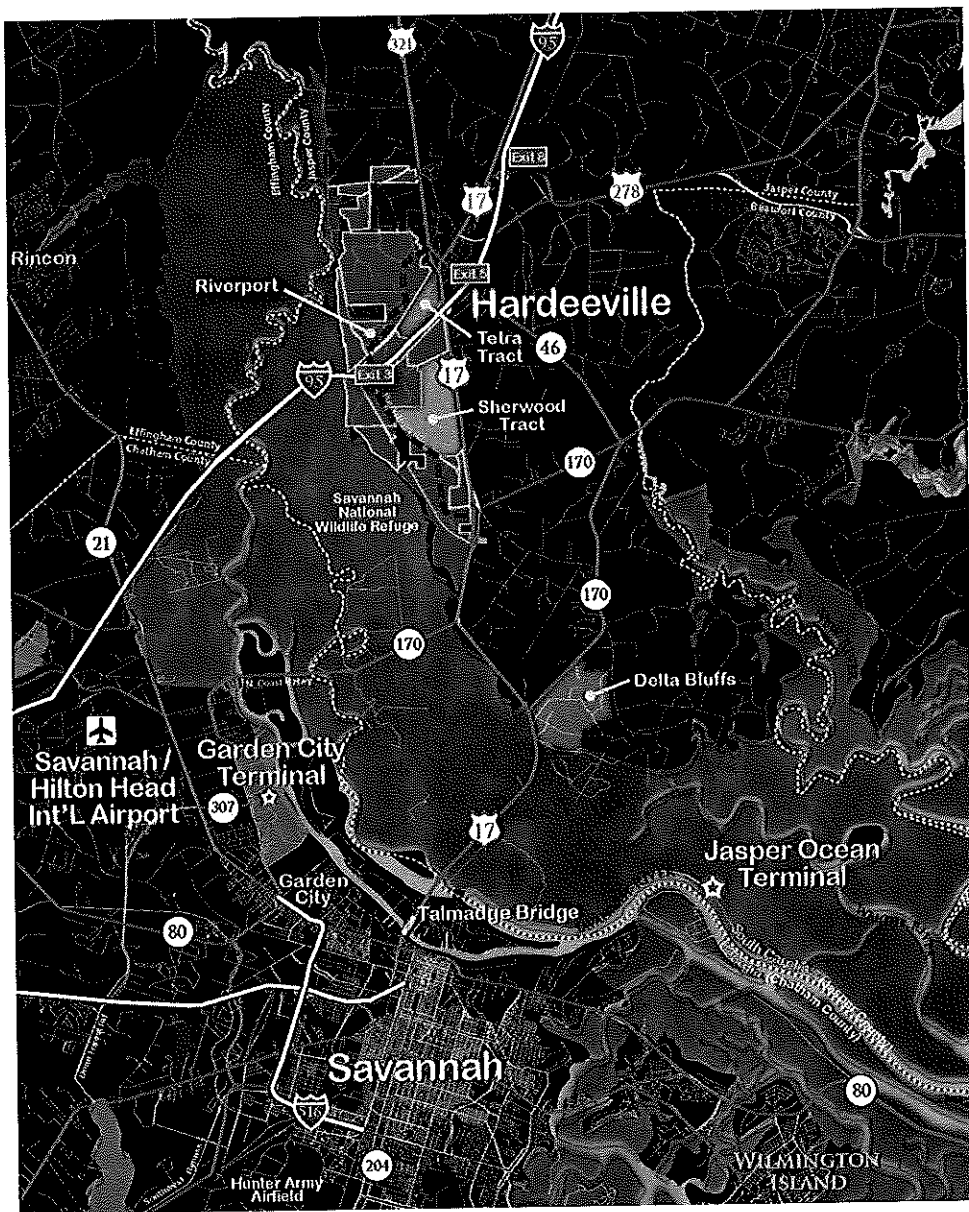 321
95
Exit 8
Effingham County
Jasper County
17
278
Jasper County
Beaufort County
Rincon
Exit 5
Riverport
Hardeeville
Tetra
Tract
46
17
95
Exit 3
Sherwood
Tract
Effingham County
Chatham County
170
Savannah
National
Wildlife Refuge
21
170
170
Delta Bluffs
Savannah /
Hilton Head
Int'L Airport
Garden City
Terminal
307
17
Jasper Ocean
Terminal
Garden
City
Talmadge Bridge
80
Savannah
516
80
204
Hunter Army
Airfield
WILMINGTON
ISLAND